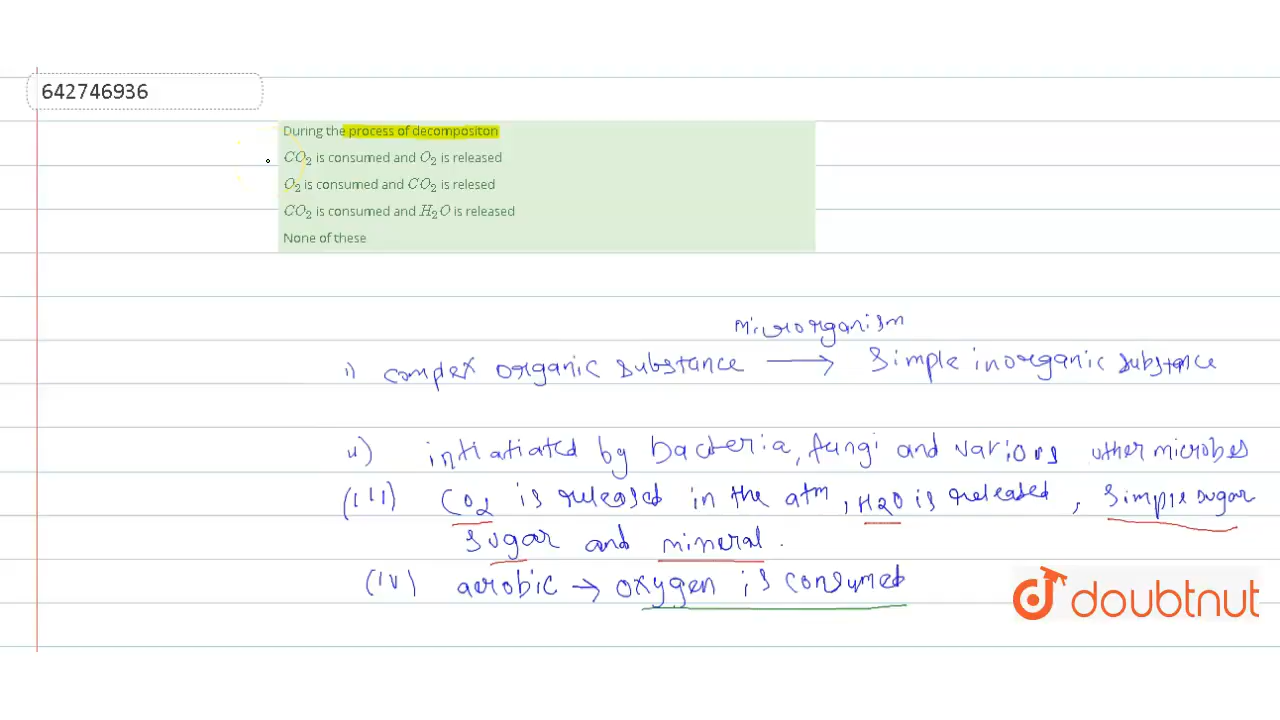 642746936
During the process of decompositon
CO2 is consumed and O2 is released
O2 is consumed and CO2 is relesed
CO2 is consumed and H2O is released
None of these
Microorganism
i) complex organic substance → Simple inorganic substance
ii) intiatiated by bacteria, fungi and various other microbes
(iii) CO2 is released in the atm, H2O is released, simple sugar
sugar and mineral.
(iv) aerobic → oxygen is consumed
doubtnut